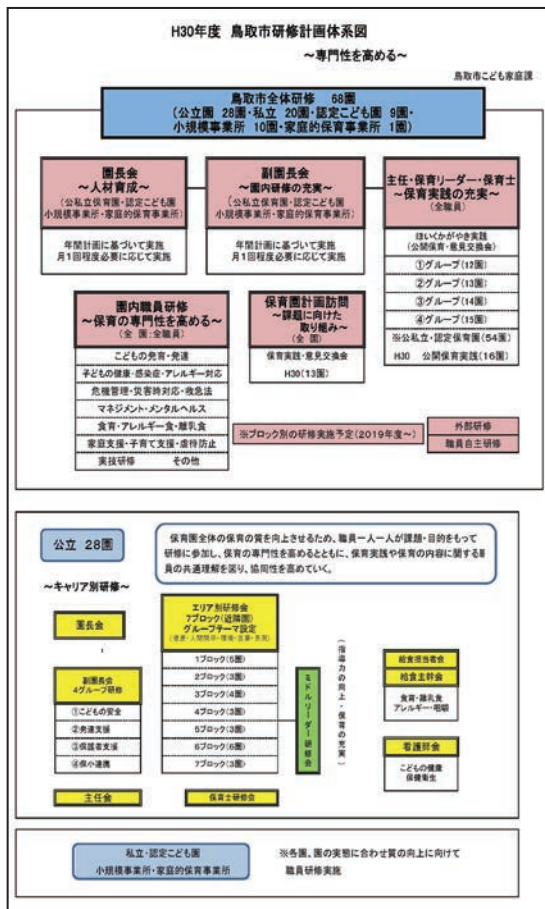 H30年度 鳥取市研修計画体系図
～専門性を高める～
鳥取市こども家庭課
鳥取市全体研修 68園
(公立園 28園・私立 20園・認定こども園 9園・
小規模事業所 10園・家庭的保育事業所 1園)
園長会
～人材育成～
(公私立保育園・認定こども園
小規模事業所・家庭的保育事業所)
年間計画に基づいて実施
月1回程度必要に応じて実施
副園長会
～園内研修の充実～
(公私立保育園・認定こども園
小規模事業所・家庭的保育事業所)
年間計画に基づいて実施
月1回程度必要に応じて実施
主任・保育リーダー・保育士
～保育実践の充実～
(全職員)
ほいくかがやき実践
(公開保育・意見交換会)
①グループ(12園)
②グループ(13園)
③グループ(14園)
④グループ(15園)
※公私立・認定保育園(54園)
H30 公開保育実践(16園)
園内職員研修
～保育の専門性を高める～
(全 園:全職員)
こどもの発育・発達
子どもの健康・感染症・アレルギー対応
危機管理・災害時対応・救急法
マネジメント・メンタルヘルス
食育・アレルギー食・離乳食
家庭支援・子育て支援・虐待防止
実技研修 その他
保育園計画訪問
～課題に向けた
取り組み～
(全 園)
保育実践・意見交換会
H30(13園)
※ブロック別の研修実施予定(2019年度～)
外部研修
職員自主研修
公立 28園
保育園全体の保育の質を向上させるため、職員一人一人が課題・目的をもって
研修に参加し、保育の専門性を高めるとともに、保育実践や保育の内容に関する職
員の共通理解を図り、協同性を高めていく。
～キャリア別研修～
園長会
副園長会
4グループ研修
①こどもの安全
②発達支援
③保護者支援
④保小連携
主任会
エリア別研修会
7ブロック(近隣園)
グループテーマ設定
(健康・人間関係・環境・言葉・表現)
1ブロック(5園)
2ブロック(3園)
3ブロック(4園)
4ブロック(3園)
5ブロック(3園)
6ブロック(6園)
7ブロック(3園)
保育士研修会
ミドルリーダー研修会
(指導力の向上・保育の充実)
給食担当者会
給食主幹会
食育・離乳食
アレルギー・咀嚼
看護師会
こどもの健康
保健衛生
私立・認定こども園
小規模事業所・家庭的保育事業所
※各園、園の実態に合わせ質の向上に向けて
職員研修実施